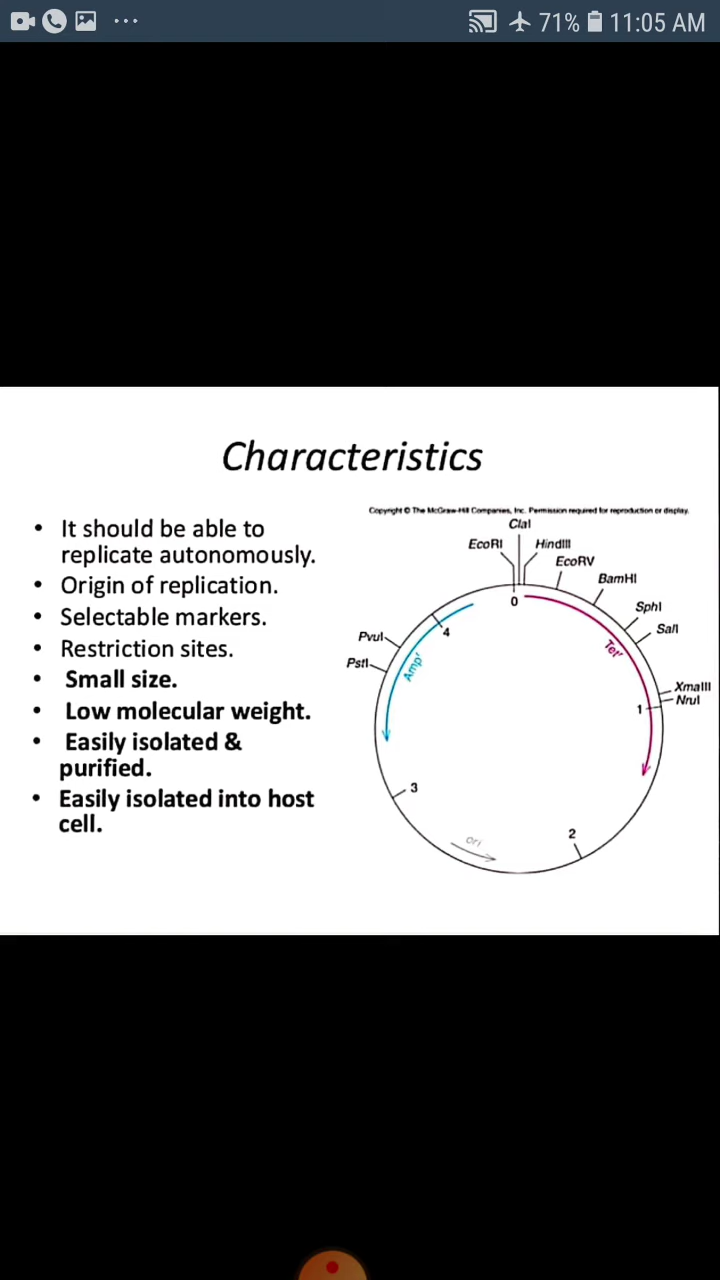 71% 11:05 AM
Characteristics
• It should be able to
replicate autonomously.
• Origin of replication.
• Selectable markers.
• Restriction sites.
• Small size.
• Low molecular weight.
• Easily isolated &
purified.
• Easily isolated into host
cell.
Copyright © The McGraw-Hill Companies, Inc. Permission required for reproduction or display.
ClaI
EcoRI
HindIII
EcoRV
BamHI
SphI
SalI
XmaIII
NruI
PvuI
PstI
0
4
Ampʳ
Tetʳ
1
3
2
ori